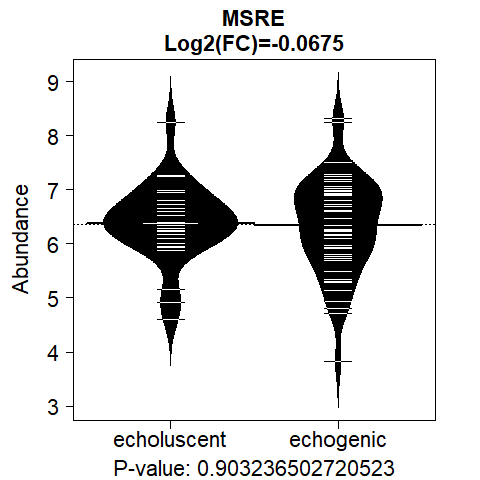 MSRE
Log2(FC)=-0.0675
Abundance
9
8
7
6
5
4
3
echoluscent echogenic
P-value: 0.903236502720523